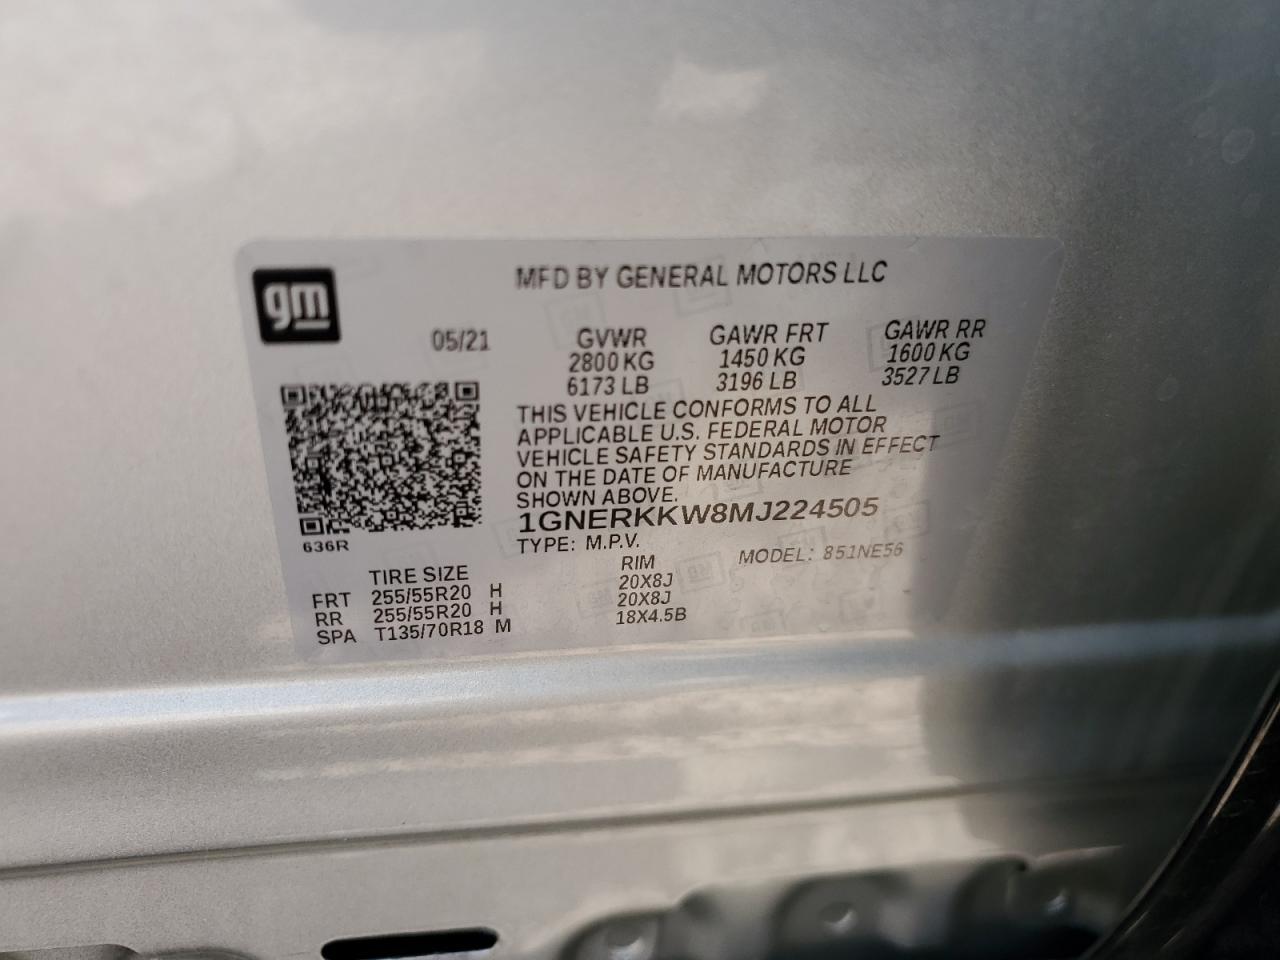 gm
MFD BY GENERAL MOTORS LLC
05/21 GVWR GAWR FRT GAWR RR
2800 KG 1450 KG 1600 KG
6173 LB 3196 LB 3527 LB
THIS VEHICLE CONFORMS TO ALL
APPLICABLE U.S. FEDERAL MOTOR
VEHICLE SAFETY STANDARDS IN EFFECT
ON THE DATE OF MANUFACTURE
SHOWN ABOVE.
1GNERKKW8MJ224505
636R
TYPE: M.P.V. MODEL: 851NE56
TIRE SIZE RIM
FRT 255/55R20 H 20X8J
RR 255/55R20 H 20X8J
SPA T135/70R18 M 18X4.5B